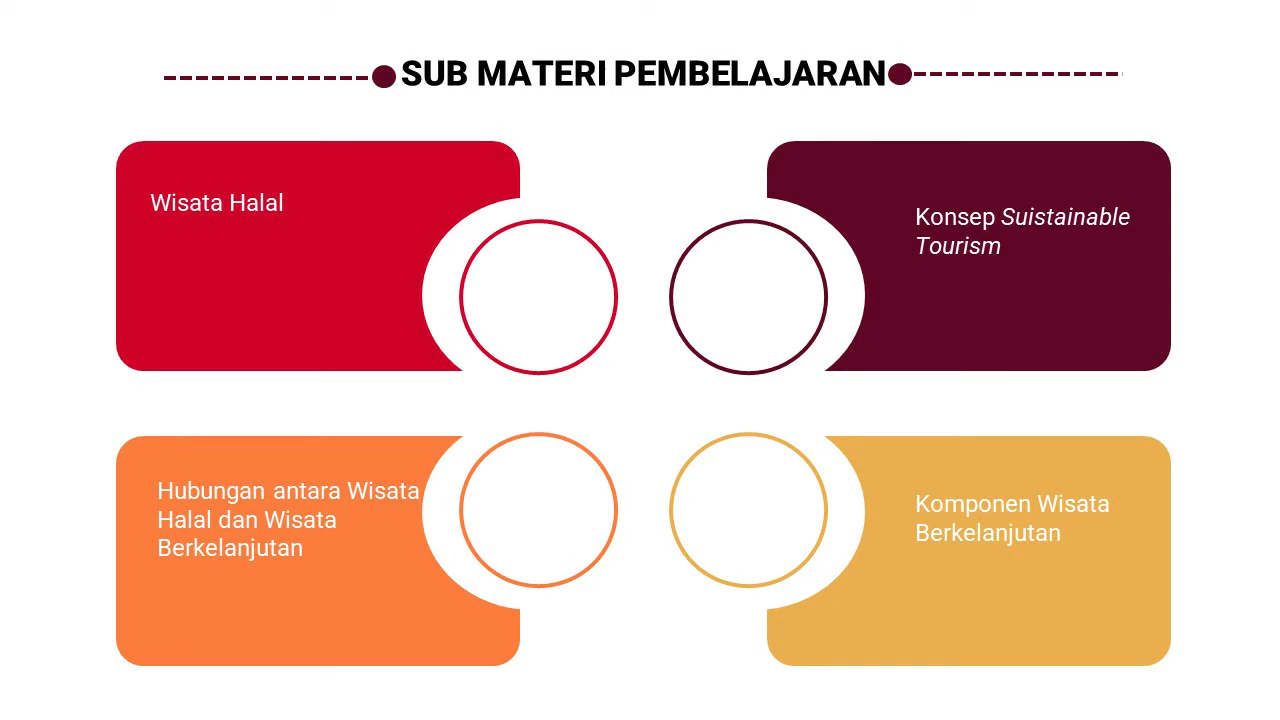 SUB MATERI PEMBELAJARAN
Wisata Halal
Konsep Suistainable
Tourism
Hubungan antara Wisata
Halal dan Wisata
Berkelanjutan
Komponen Wisata
Berkelanjutan